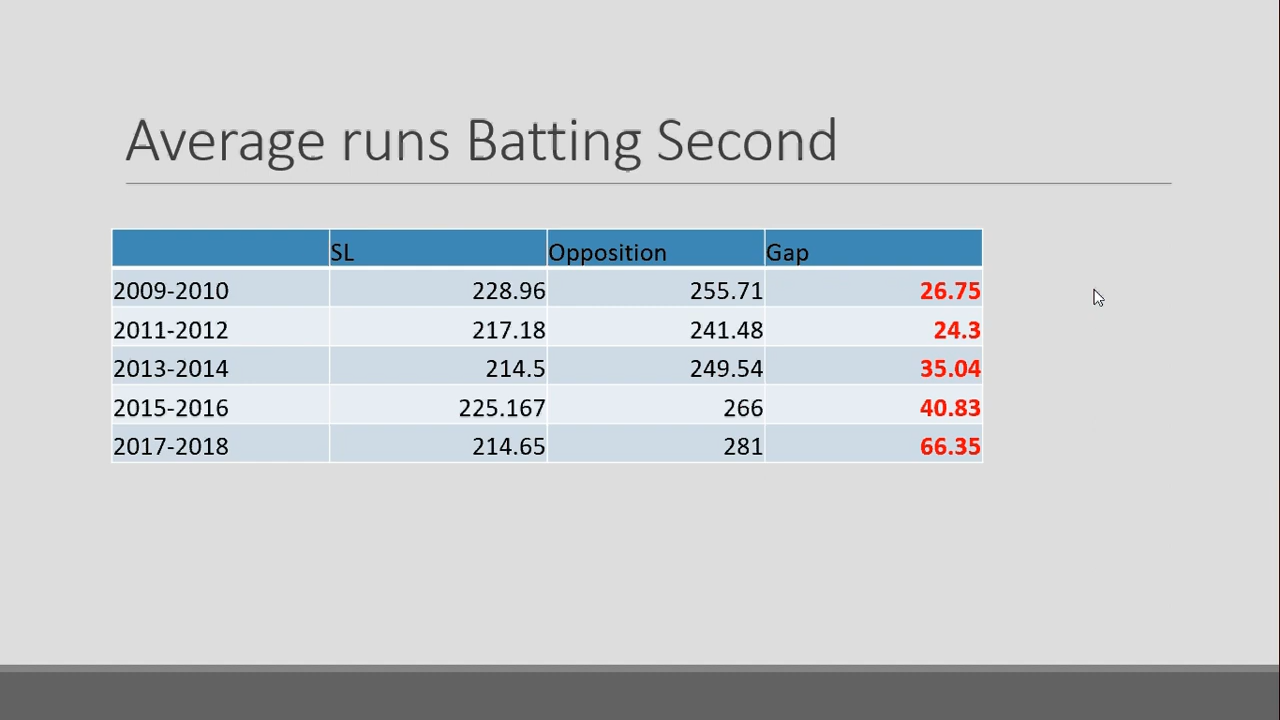 Average runs Batting Second
SL Opposition Gap
2009-2010 228.96 255.71 26.75
2011-2012 217.18 241.48 24.3
2013-2014 214.5 249.54 35.04
2015-2016 225.167 266 40.83
2017-2018 214.65 281 66.35